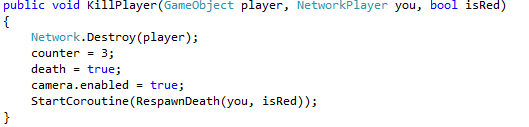 public void KillPlayer(GameObject player, NetworkPlayer you, bool isRed)
{
    Network.Destroy(player);
    counter = 3;
    death = true;
    camera.enabled = true;
    StartCoroutine(RespawnDeath(you, isRed));
}